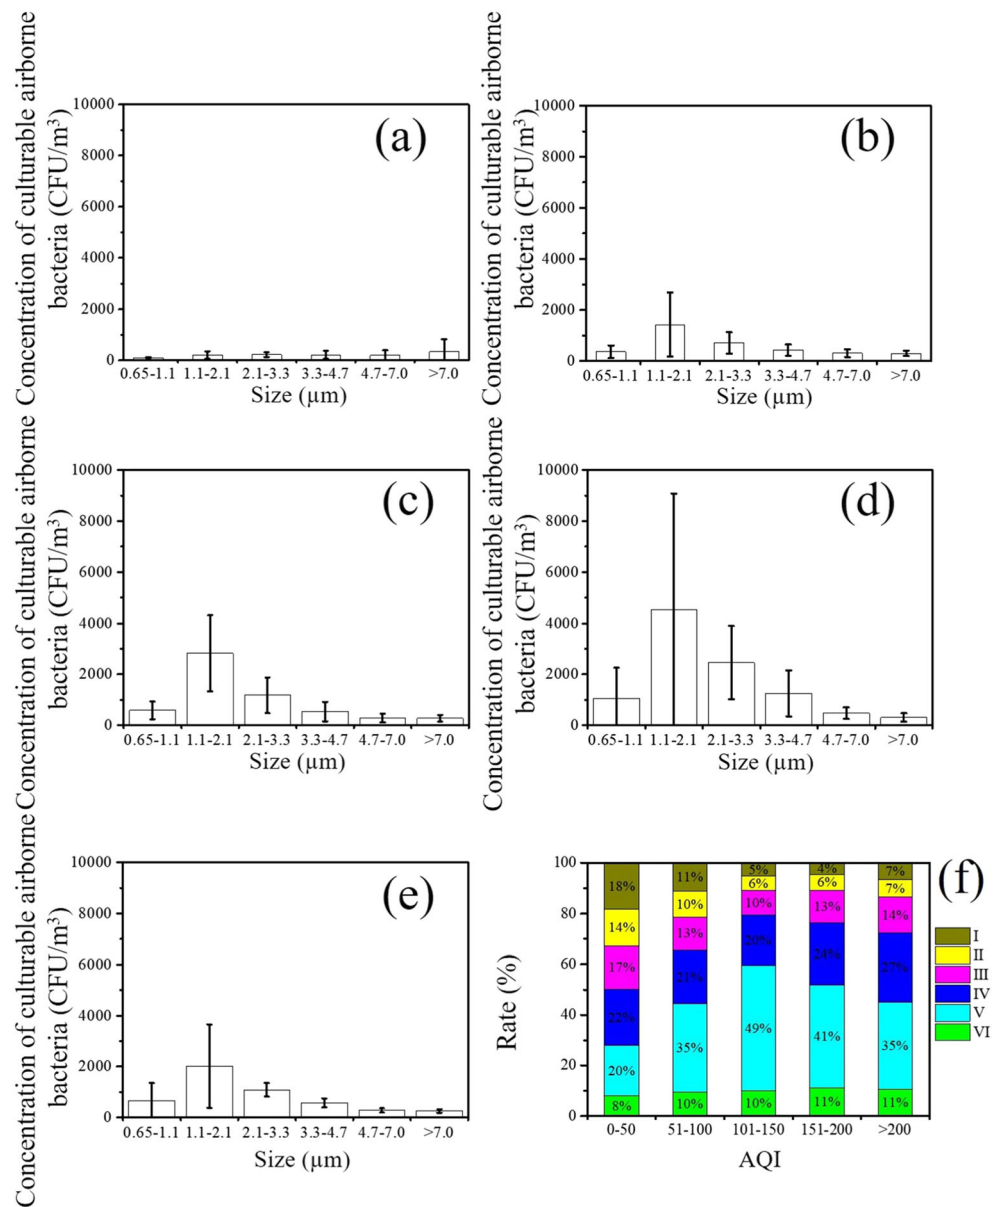 Concentration of culturable airborne
bacteria (CFU/m³)
10000
8000
6000
4000
2000
0
(a)
0.65-1.1 1.1-2.1 2.1-3.3 3.3-4.7 4.7-7.0 >7.0
Size (µm)
Concentration of culturable airborne
bacteria (CFU/m³)
10000
8000
6000
4000
2000
0
(b)
0.65-1.1 1.1-2.1 2.1-3.3 3.3-4.7 4.7-7.0 >7.0
Size (µm)
Concentration of culturable airborne
bacteria (CFU/m³)
10000
8000
6000
4000
2000
0
(c)
0.65-1.1 1.1-2.1 2.1-3.3 3.3-4.7 4.7-7.0 >7.0
Size (µm)
Concentration of culturable airborne
bacteria (CFU/m³)
10000
8000
6000
4000
2000
0
(d)
0.65-1.1 1.1-2.1 2.1-3.3 3.3-4.7 4.7-7.0 >7.0
Size (µm)
Concentration of culturable airborne
bacteria (CFU/m³)
10000
8000
6000
4000
2000
0
(e)
0.65-1.1 1.1-2.1 2.1-3.3 3.3-4.7 4.7-7.0 >7.0
Size (µm)
Rate (%)
100
80
60
40
20
0
(f)
18% 11% 5% 4% 7%
14% 10% 6% 6% 7%
17% 13% 10% 13% 14%
22% 21% 20% 24% 27%
20% 35% 49% 41% 35%
8% 10% 10% 11% 11%
I
II
III
IV
V
VI
0-50 51-100 101-150 151-200 >200
AQI